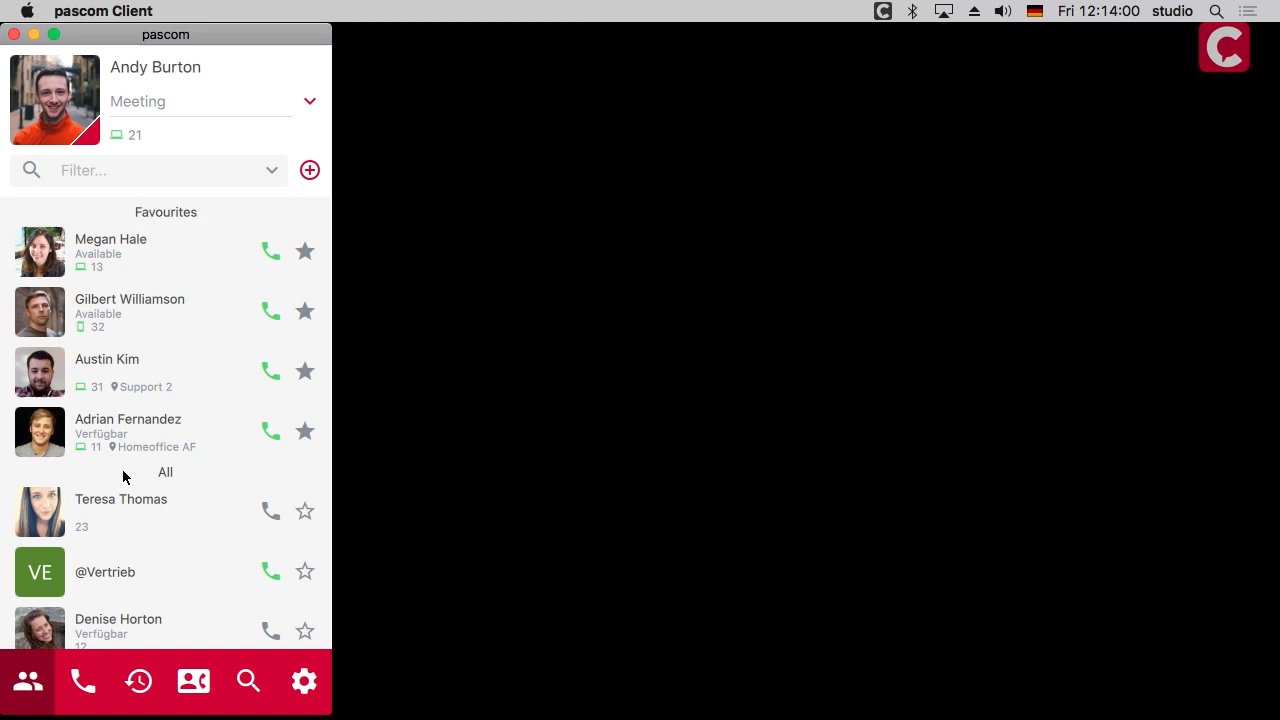 pascom Client
Fri 12:14:00 studio
pascom
Andy Burton
Meeting
21
Filter...
Favourites
Megan Hale
Available
13
Gilbert Williamson
Available
32
Austin Kim
31 Support 2
Adrian Fernandez
Verfügbar
11 Homeoffice AF
All
Teresa Thomas
23
VE @Vertrieb
Denise Horton
Verfügbar
12